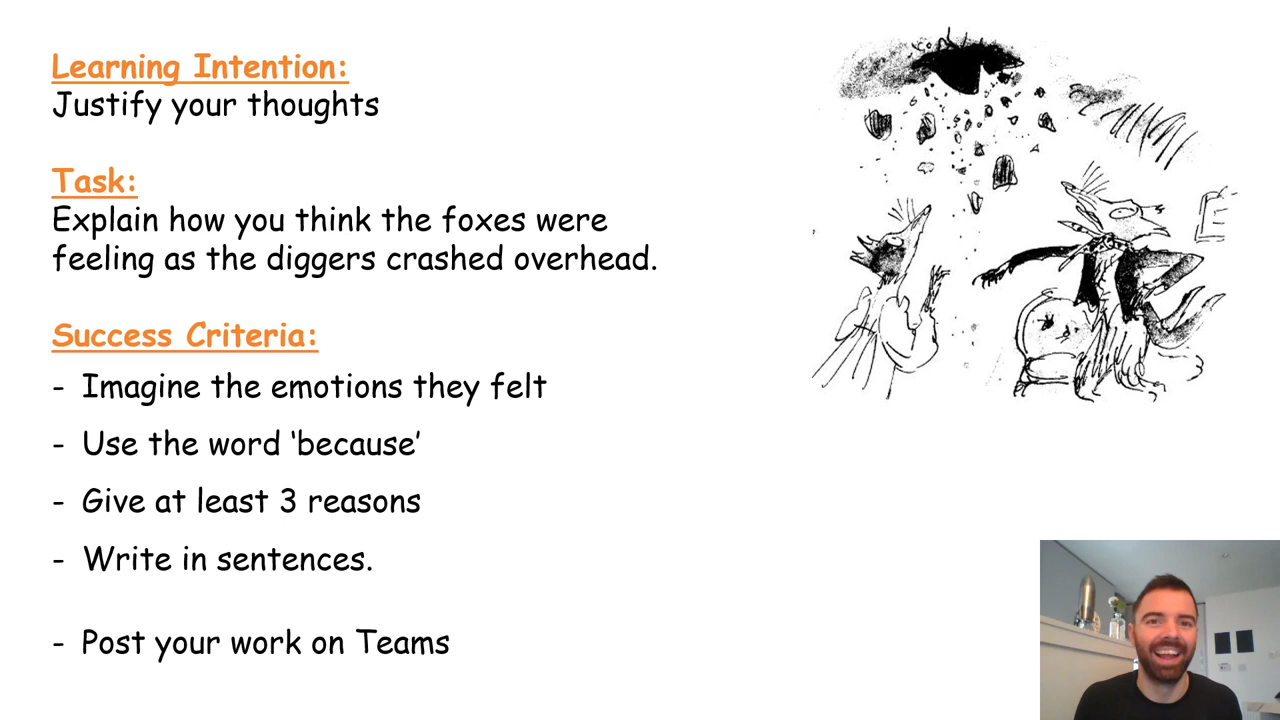 Learning Intention:
Justify your thoughts
Task:
Explain how you think the foxes were
feeling as the diggers crashed overhead.
Success Criteria:
- Imagine the emotions they felt
- Use the word ‘because’
- Give at least 3 reasons
- Write in sentences.
- Post your work on Teams